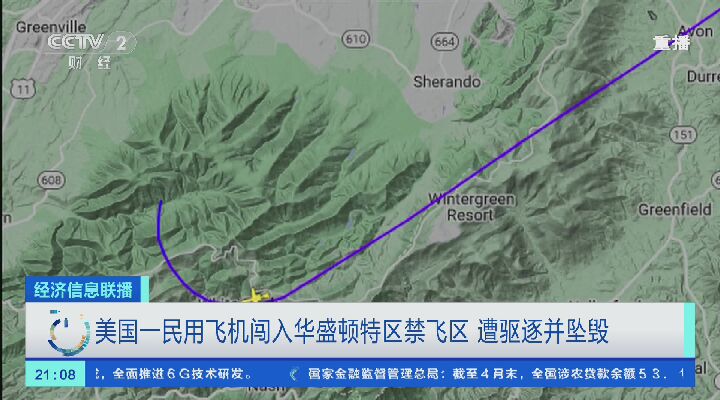 Greenville
CCTV 2
财经
610
664
重播
Avon
Sherando
11
151
608
Wintergreen
Resort
Greenfield
经济信息联播
美国一民用飞机闯入华盛顿特区禁飞区 遭驱逐并坠毁
21:08
全面推进6G技术研发。
国家金融监督管理总局：截至4月末，全国涉农贷款余额53.